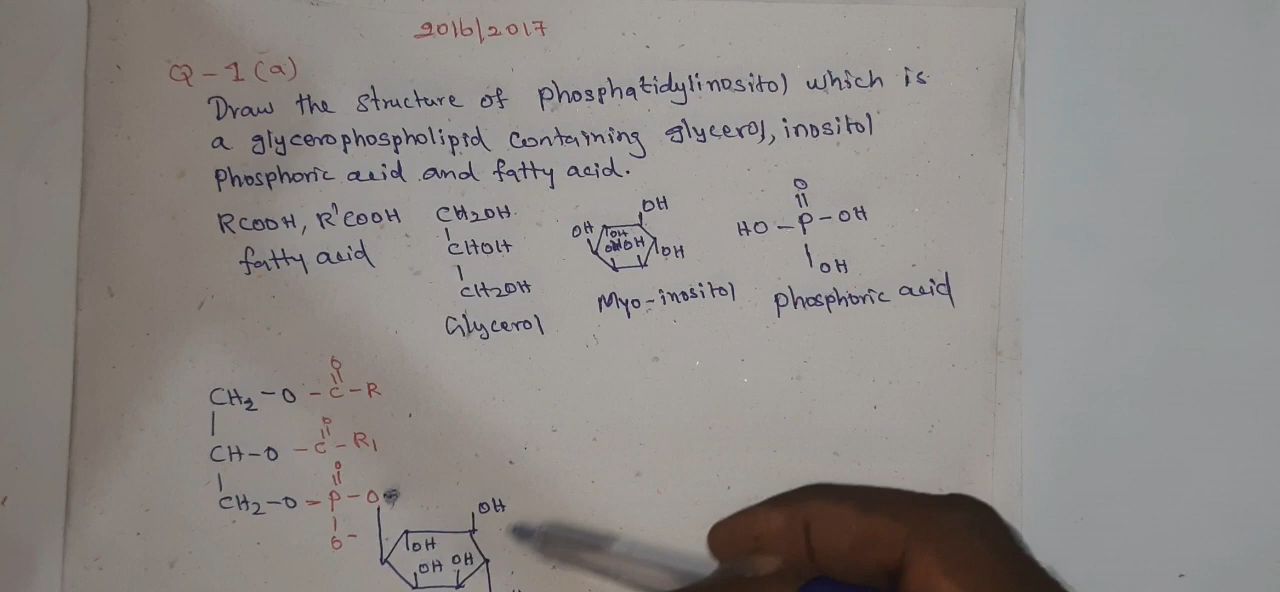 2016/2017
Q-1(a)
Draw the structure of phosphatidylinositol which is
a glycerophospholipid containing glycerol, inositol
phosphoric acid and fatty acid.
RCOOH, R'COOH
fatty acid
CH2OH
CHOH
CH2OH
Glycerol
OH
OH
OH
OH OH
OH
Myo-inositol
O
HO-P-OH
OH
phosphoric acid
O
CH2-O-C-R
O
CH-O-C-R1
O
CH2-O-P-O
O-
OH
OH
OH OH